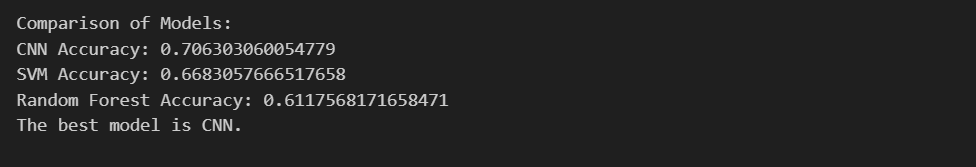 Comparison of Models:
CNN Accuracy: 0.706303060054779
SVM Accuracy: 0.6683057666517658
Random Forest Accuracy: 0.6117568171658471
The best model is CNN.